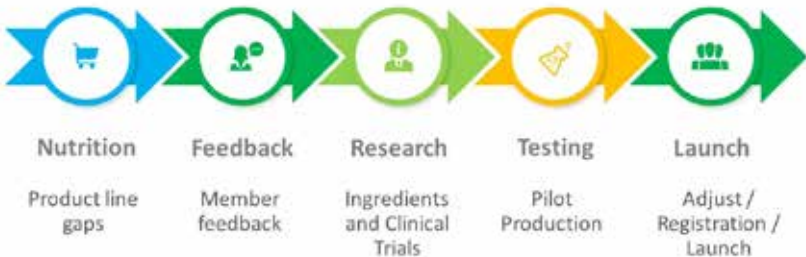 Nutrition
Feedback
Research
Testing
Launch
Product line
gaps
Member
feedback
Ingredients
and Clinical
Trials
Pilot
Production
Adjust /
Registration /
Launch